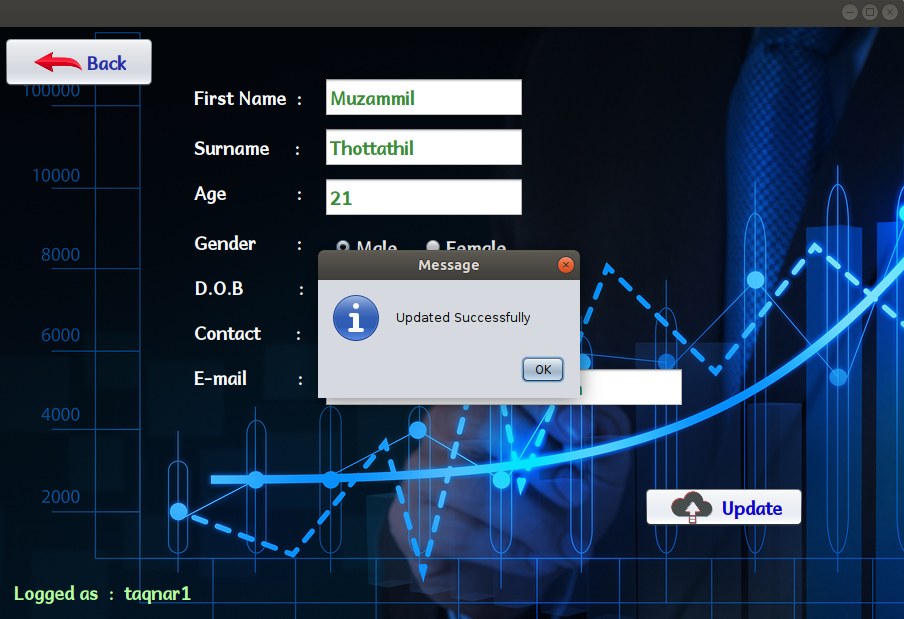 Back
100000
10000
8000
6000
4000
2000
First Name :
Muzammil
Surname :
Thottathil
Age :
21
Gender :
Male
Female
D.O.B :
Contact :
E-mail :
Message
Updated Successfully
OK
Update
Logged as : taqnar1